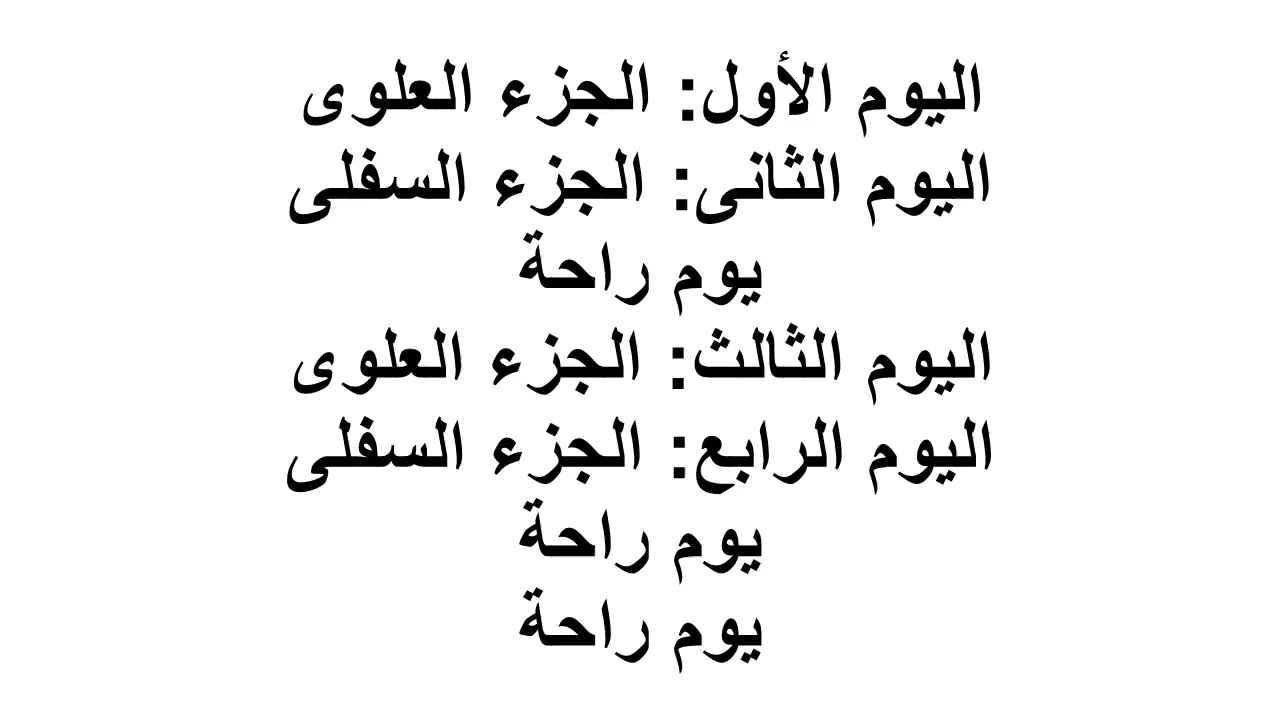 اليوم الأول: الجزء العلوى
اليوم الثانى: الجزء السفلى
يوم راحة
اليوم الثالث: الجزء العلوى
اليوم الرابع: الجزء السفلى
يوم راحة
يوم راحة